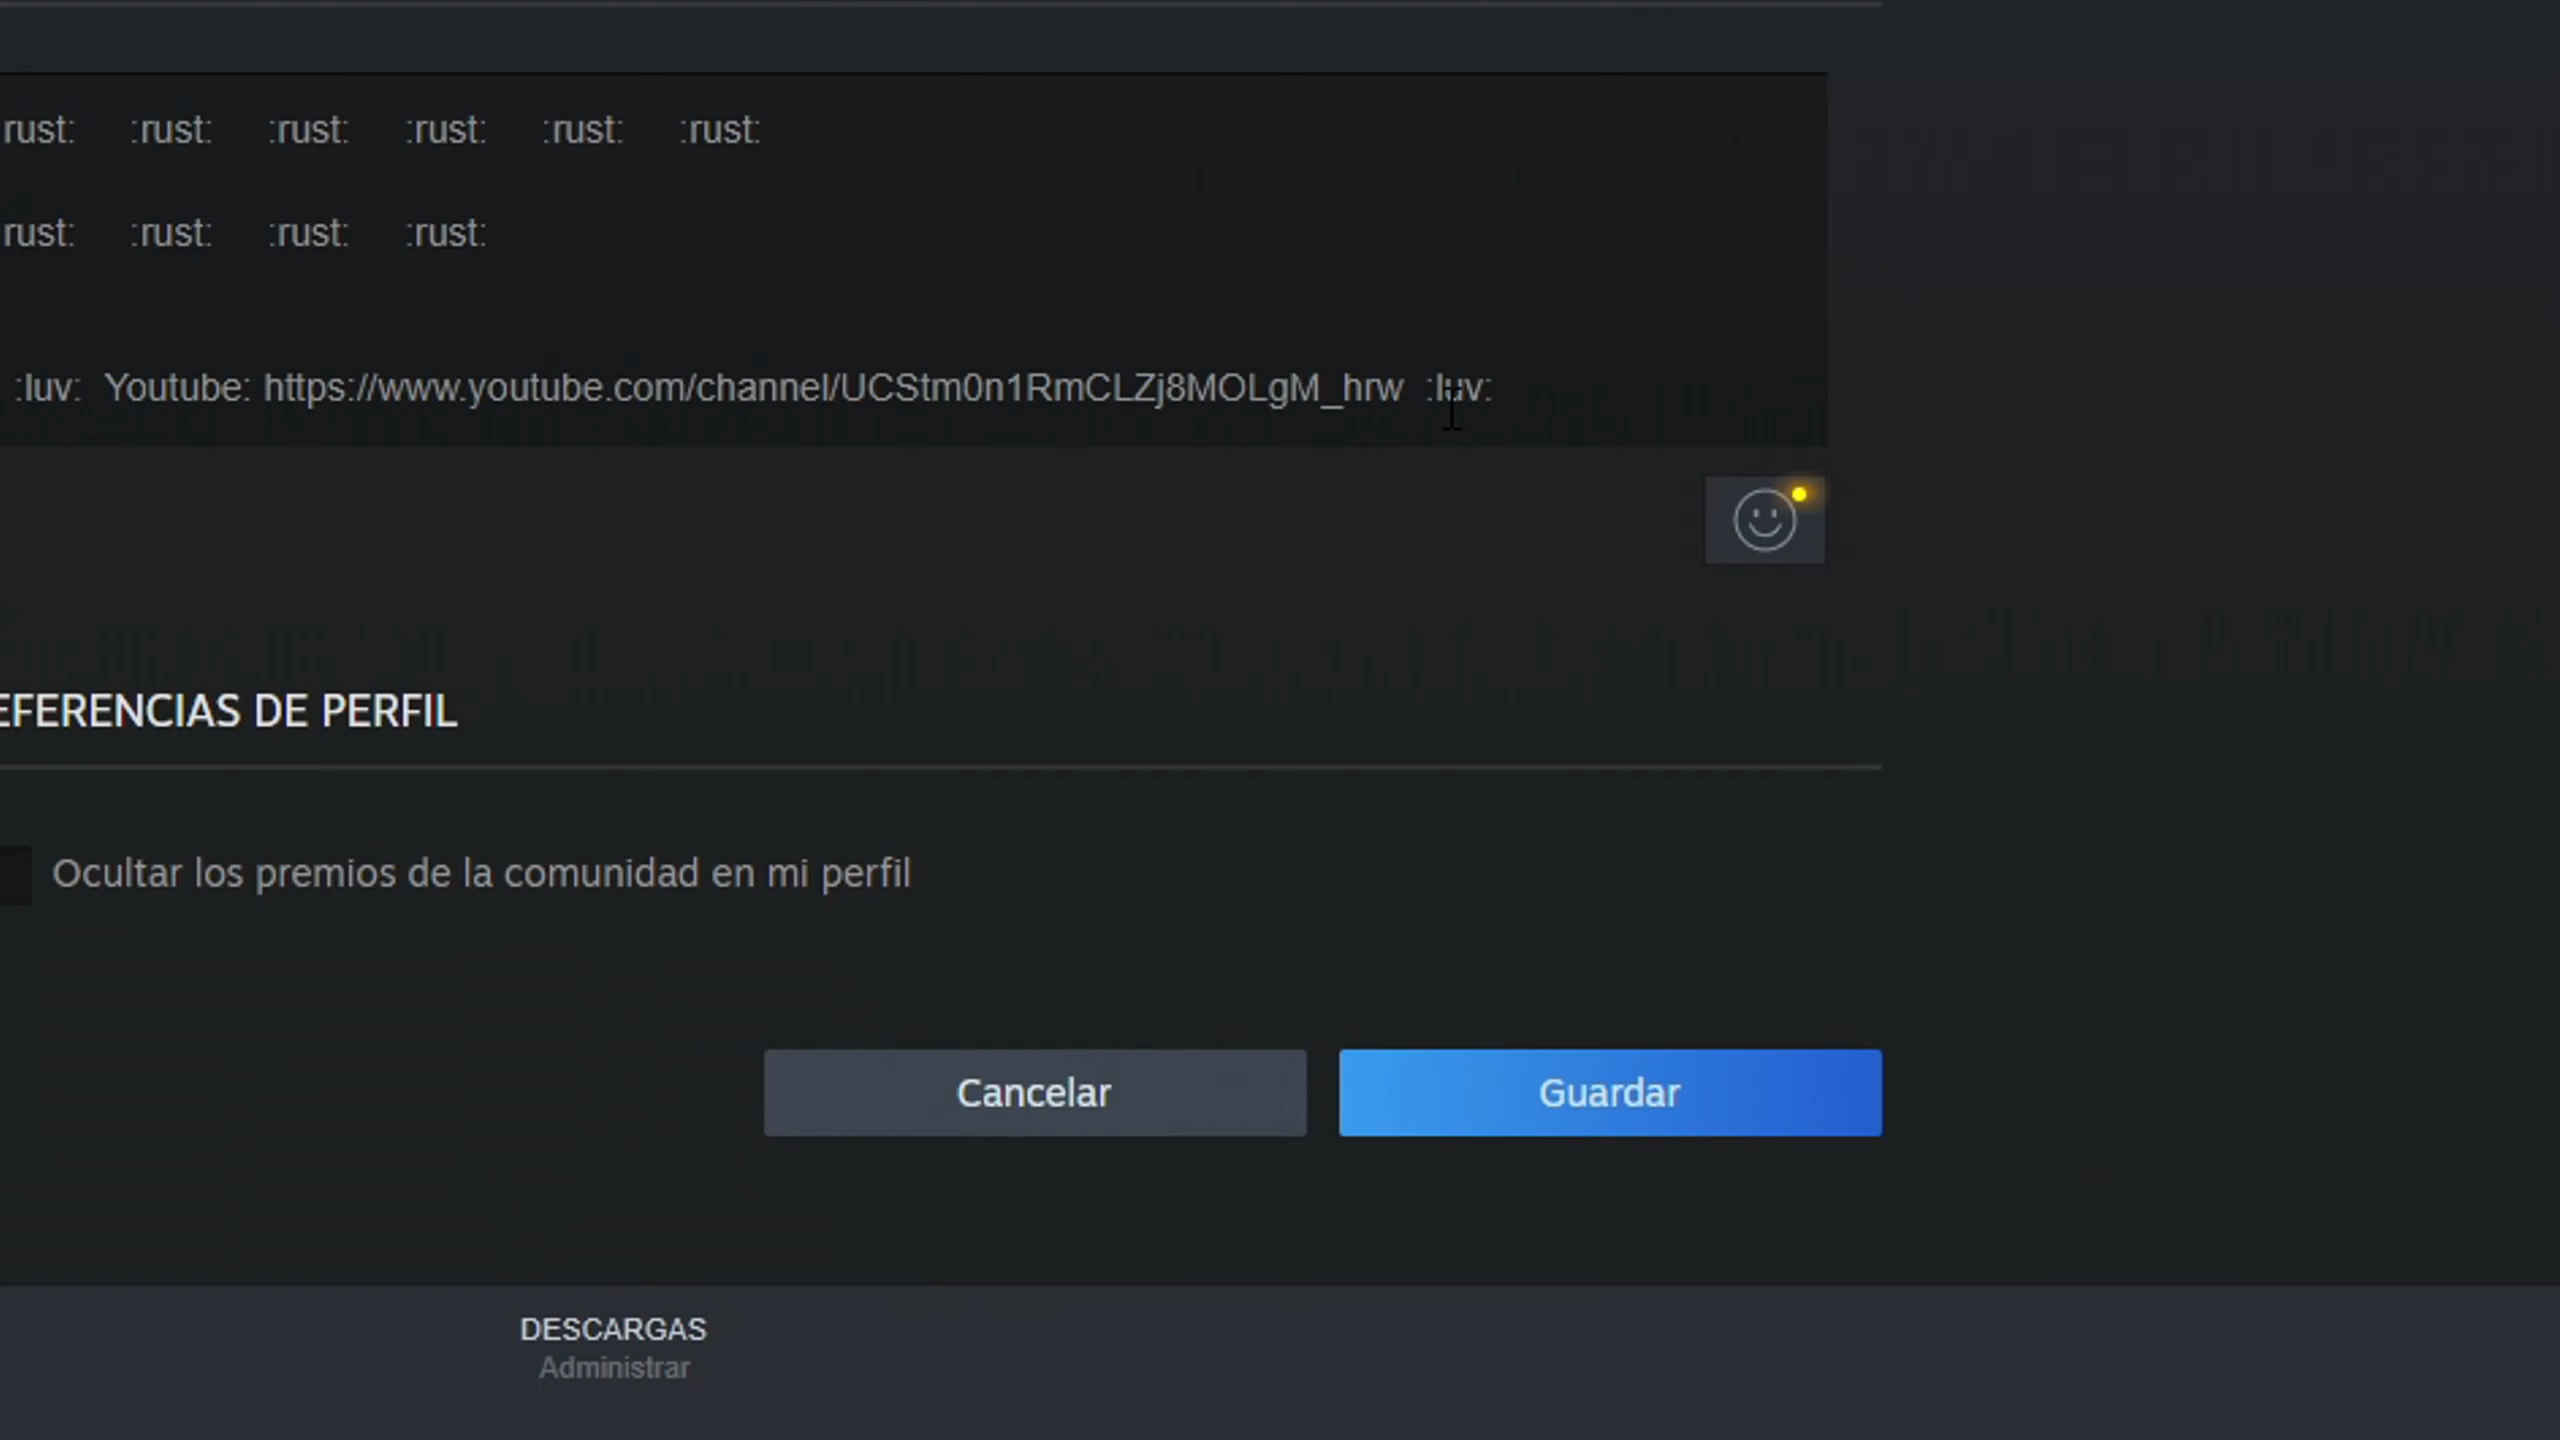 rust: :rust: :rust: :rust: :rust: :rust:
rust: :rust: :rust: :rust:
:luv: Youtube: https://www.youtube.com/channel/UCStm0n1RmCLZj8MOLgM_hrw :luv:
EFERENCIAS DE PERFIL
Ocultar los premios de la comunidad en mi perfil
Cancelar Guardar
DESCARGAS
Administrar